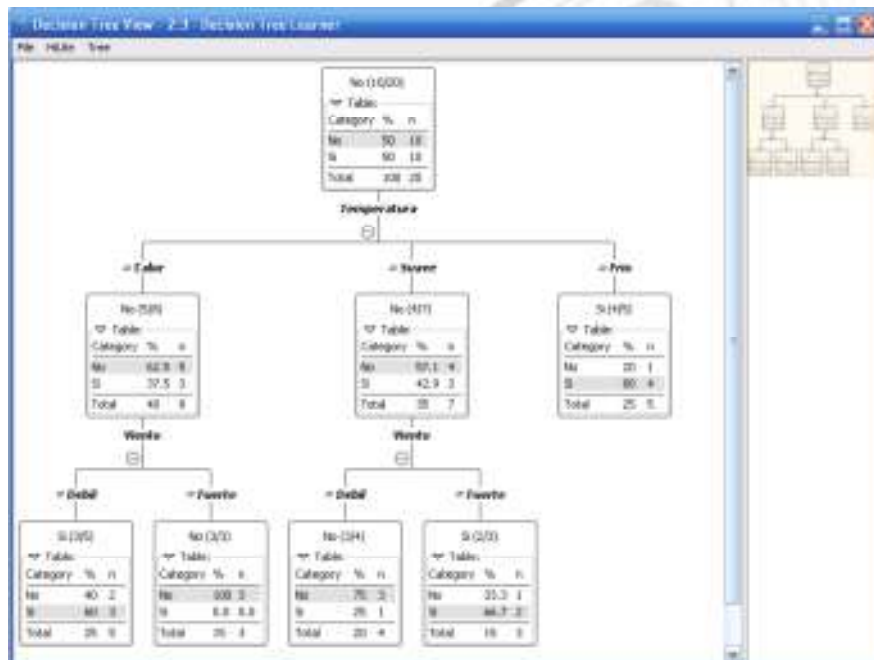 Decision Tree View - 2:3 - Decision Tree Learner
File HiLite Tree
No (10/20)
Table:
Category % n
No 50 10
Si 50 10
Total 100 20
Temperatura
= Calor
= Suave
= Frio
No (5/8)
Table:
Category % n
No 62.5 5
Si 37.5 3
Total 40 8
No (4/7)
Table:
Category % n
No 57.1 4
Si 42.9 3
Total 35 7
Si (4/5)
Table:
Category % n
No 20 1
Si 80 4
Total 25 5
Viento
Viento
= Debil
= Fuerte
= Debil
= Fuerte
Si (3/5)
Table:
Category % n
No 40 2
Si 60 3
Total 25 5
No (3/3)
Table:
Category % n
No 100 3
Si 0.0 0.0
Total 15 3
No (3/4)
Table:
Category % n
No 75 3
Si 25 1
Total 20 4
Si (2/3)
Table:
Category % n
No 33.3 1
Si 66.7 2
Total 15 3